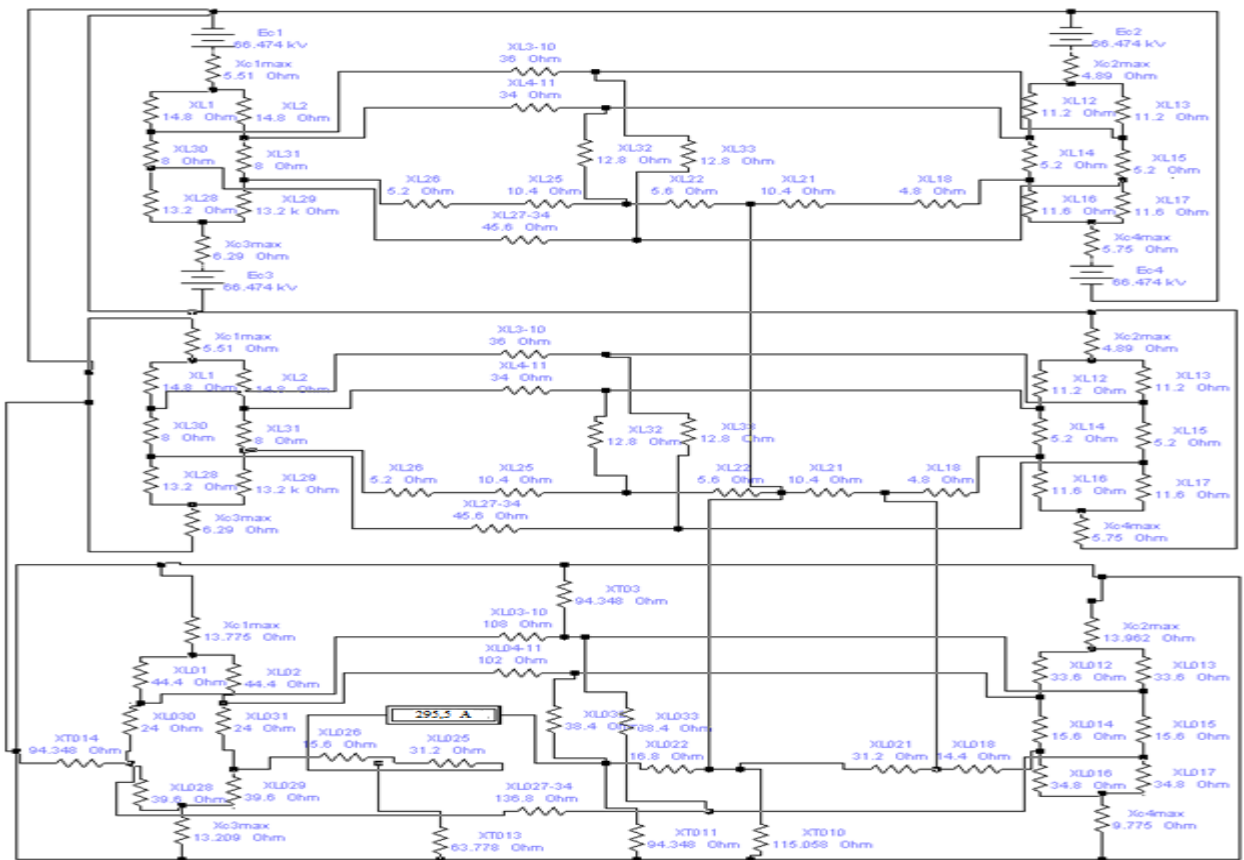 Ec1
66.474 kV
Xc1max
5.51 Ohm
XL1
14.8 Ohm
XL2
14.8 Ohm
XL30
8 Ohm
XL31
8 Ohm
XL28
13.2 Ohm
XL29
13.2 k Ohm
Xc3max
6.29 Ohm
Ec3
66.474 kV
XL3-10
36 Ohm
XL4-11
34 Ohm
XL32
12.8 Ohm
XL33
12.8 Ohm
XL26
5.2 Ohm
XL25
10.4 Ohm
XL22
5.6 Ohm
XL21
10.4 Ohm
XL18
4.8 Ohm
XL27-34
45.6 Ohm
Ec2
66.474 kV
Xc2max
4.89 Ohm
XL12
11.2 Ohm
XL13
11.2 Ohm
XL14
5.2 Ohm
XL15
5.2 Ohm
XL16
11.6 Ohm
XL17
11.6 Ohm
Xc4max
5.75 Ohm
Ec4
66.474 kV
Xc1max
5.51 Ohm
XL1
14.8 Ohm
XL2
14.8 Ohm
XL30
8 Ohm
XL31
8 Ohm
XL28
13.2 Ohm
XL29
13.2 k Ohm
Xc3max
6.29 Ohm
XL3-10
36 Ohm
XL4-11
34 Ohm
XL32
12.8 Ohm
XL33
12.8 Ohm
XL26
5.2 Ohm
XL25
10.4 Ohm
XL22
5.6 Ohm
XL21
10.4 Ohm
XL18
4.8 Ohm
XL27-34
45.6 Ohm
Xc2max
4.89 Ohm
XL12
11.2 Ohm
XL13
11.2 Ohm
XL14
5.2 Ohm
XL15
5.2 Ohm
XL16
11.6 Ohm
XL17
11.6 Ohm
Xc4max
5.75 Ohm
XT03
94.348 Ohm
Xc1max
13.775 Ohm
XL01
44.4 Ohm
XL02
44.4 Ohm
XL030
24 Ohm
XL031
24 Ohm
XT014
94.348 Ohm
XL028
39.6 Ohm
XL029
39.6 Ohm
Xc3max
13.209 Ohm
XL03-10
108 Ohm
XL04-11
102 Ohm
295,5 A
XL026
15.6 Ohm
XL025
31.2 Ohm
38.4 Ohm
XL033
38.4 Ohm
XL022
16.8 Ohm
XL021
31.2 Ohm
XL018
14.4 Ohm
XL027-34
136.8 Ohm
XT013
63.778 Ohm
XT011
94.348 Ohm
XT010
115.058 Ohm
Xc2max
13.962 Ohm
XL012
33.6 Ohm
XL013
33.6 Ohm
XL014
15.6 Ohm
XL015
15.6 Ohm
XL016
34.8 Ohm
XL017
34.8 Ohm
Xc4max
9.775 Ohm